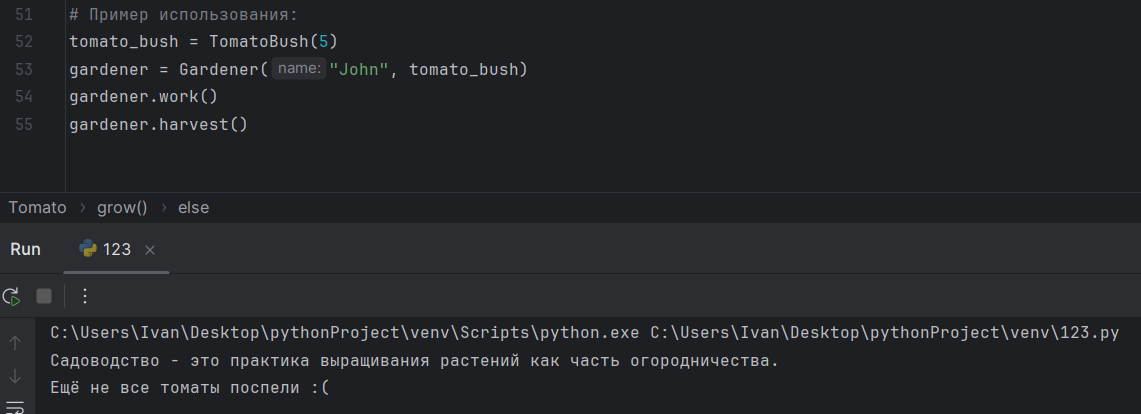 51 # Пример использования:
52 tomato_bush = TomatoBush(5)
53 gardener = Gardener( name: "John", tomato_bush)
54 gardener.work()
55 gardener.harvest()
Tomato › grow() › else
Run 123 ×
C:\Users\Ivan\Desktop\pythonProject\venv\Scripts\python.exe C:\Users\Ivan\Desktop\pythonProject\venv\123.py
Садоводство - это практика выращивания растений как часть огородничества.
Ещё не все томаты поспели :(